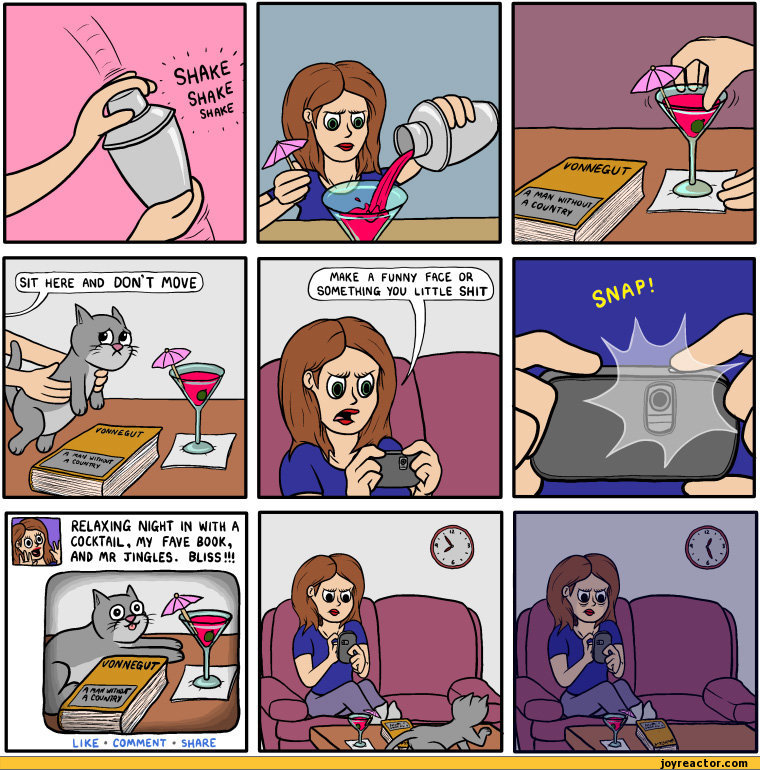 SHAKE
SHAKE
SHAKE
VONNEGUT
A MAN WITHOUT
A COUNTRY
SIT HERE AND DON'T MOVE
VONNEGUT
A MAN WITHOUT
A COUNTRY
MAKE A FUNNY FACE OR
SOMETHING YOU LITTLE SHIT
SNAP!
RELAXING NIGHT IN WITH A
COCKTAIL, MY FAVE BOOK,
AND MR JINGLES. BLISS!!!
VONNEGUT
A MAN WITHOUT
A COUNTRY
LIKE • COMMENT • SHARE
joyreactor.com